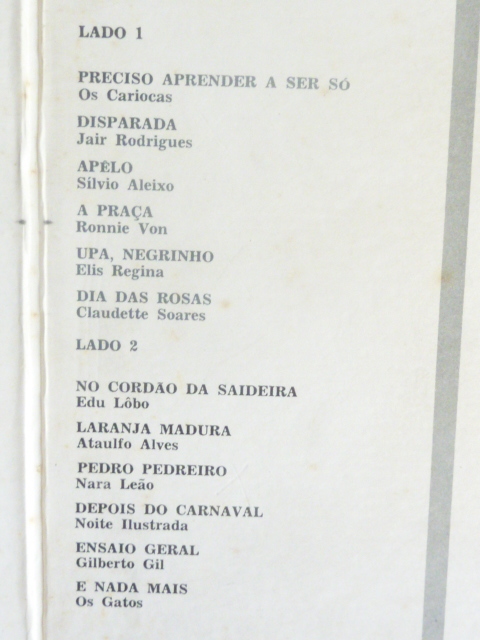 LADO 1
PRECISO APRENDER A SER SÓ
Os Cariocas
DISPARADA
Jair Rodrigues
APÊLO
Sílvio Aleixo
A PRAÇA
Ronnie Von
UPA, NEGRINHO
Elis Regina
DIA DAS ROSAS
Claudette Soares
LADO 2
NO CORDÃO DA SAIDEIRA
Edu Lôbo
LARANJA MADURA
Ataulfo Alves
PEDRO PEDREIRO
Nara Leão
DEPOIS DO CARNAVAL
Noite Ilustrada
ENSAIO GERAL
Gilberto Gil
E NADA MAIS
Os Gatos